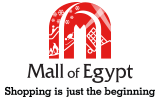 Mall of Egypt
Shopping is just the beginning